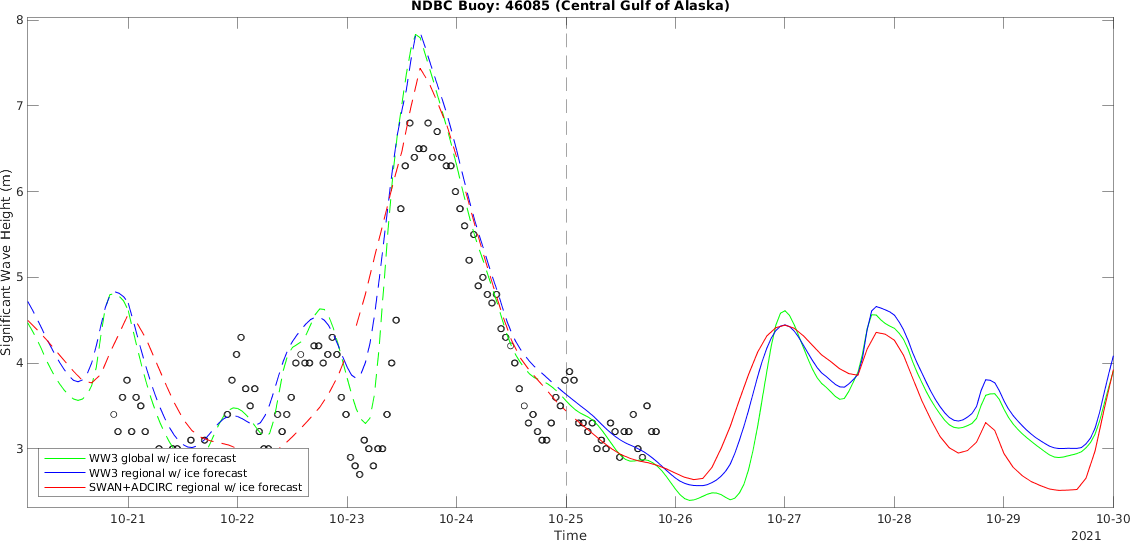 NDBC Buoy: 46085 (Central Gulf of Alaska)
8
7
6
5
4
3
Significant Wave Height (m)
WW3 global w/ ice forecast
WW3 regional w/ ice forecast
SWAN+ADCIRC regional w/ ice forecast
10-21 10-22 10-23 10-24 10-25 10-26 10-27 10-28 10-29 10-30
Time
2021